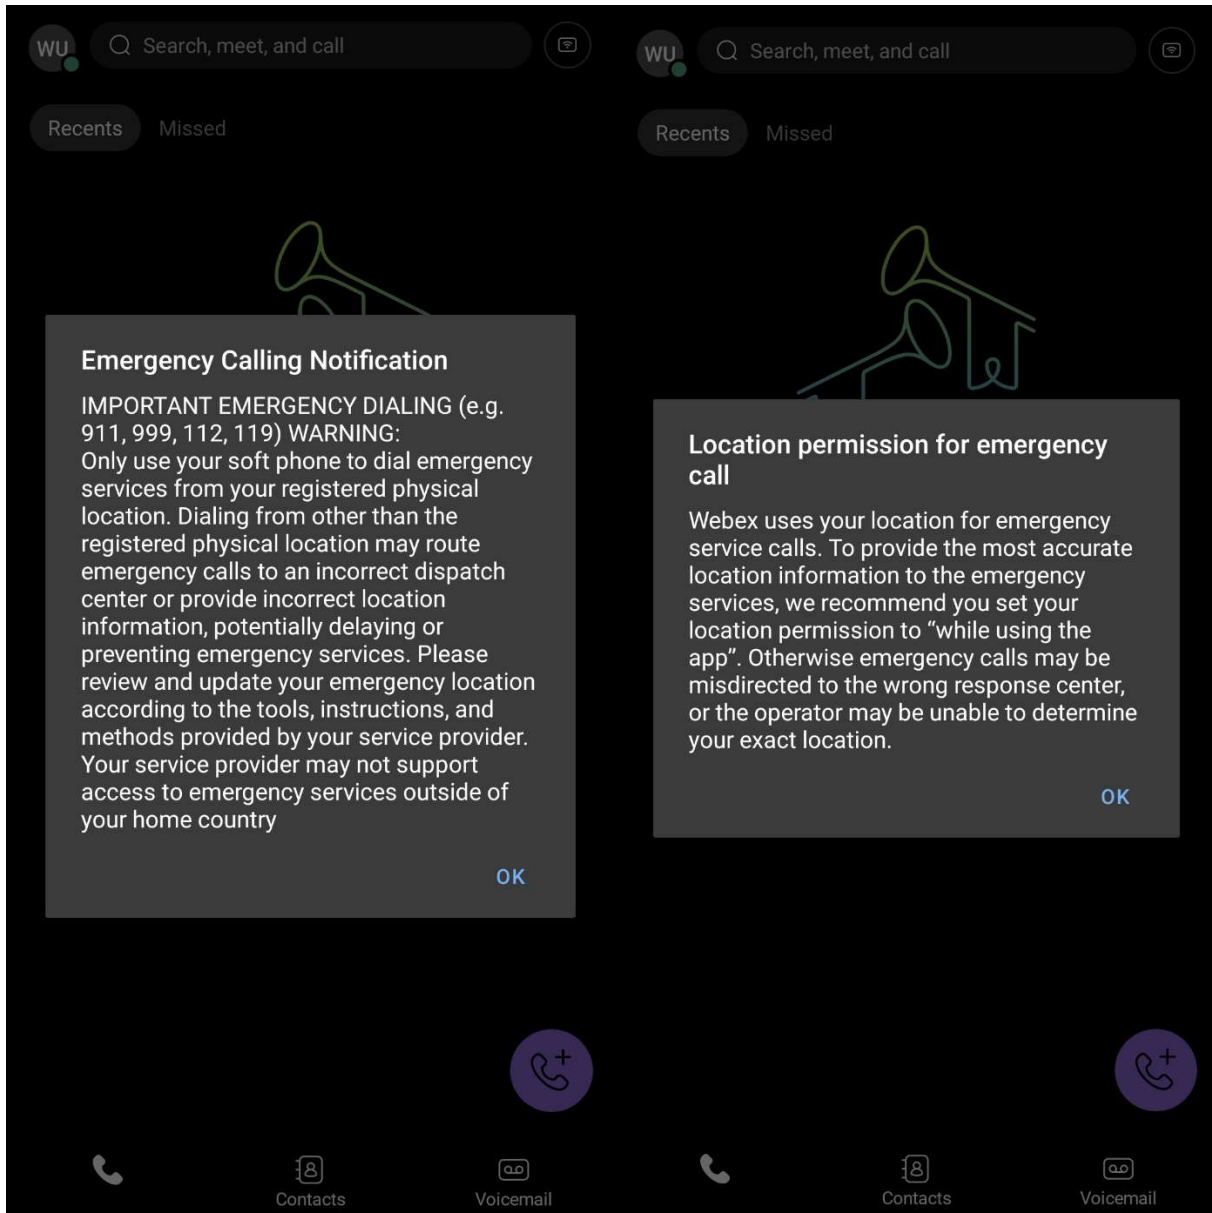 WU
Search, meet, and call
Recents Missed
Emergency Calling Notification
IMPORTANT EMERGENCY DIALING (e.g.
911, 999, 112, 119) WARNING:
Only use your soft phone to dial emergency
services from your registered physical
location. Dialing from other than the
registered physical location may route
emergency calls to an incorrect dispatch
center or provide incorrect location
information, potentially delaying or
preventing emergency services. Please
review and update your emergency location
according to the tools, instructions, and
methods provided by your service provider.
Your service provider may not support
access to emergency services outside of
your home country
OK
Contacts Voicemail
WU
Search, meet, and call
Recents Missed
Location permission for emergency
call
Webex uses your location for emergency
service calls. To provide the most accurate
location information to the emergency
services, we recommend you set your
location permission to “while using the
app”. Otherwise emergency calls may be
misdirected to the wrong response center,
or the operator may be unable to determine
your exact location.
OK
Contacts Voicemail